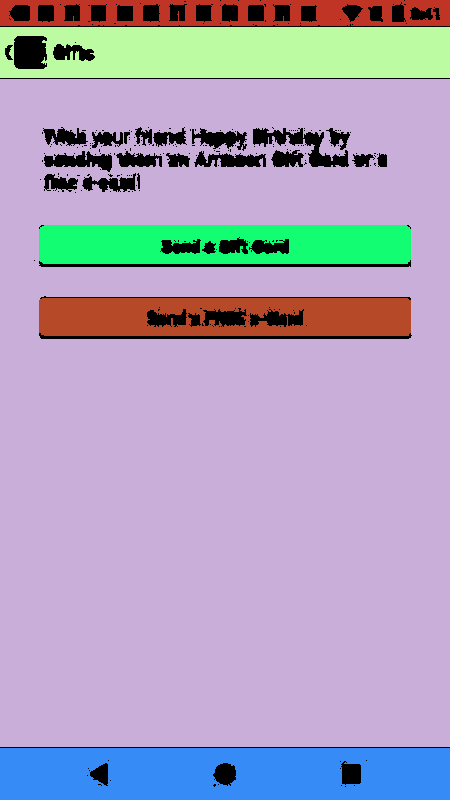 Gifts
Wish your friend Happy Birthday by
sending them an Amazon Gift Card or a
free e-card!
Send a Gift Card
Send a FREE e-Card